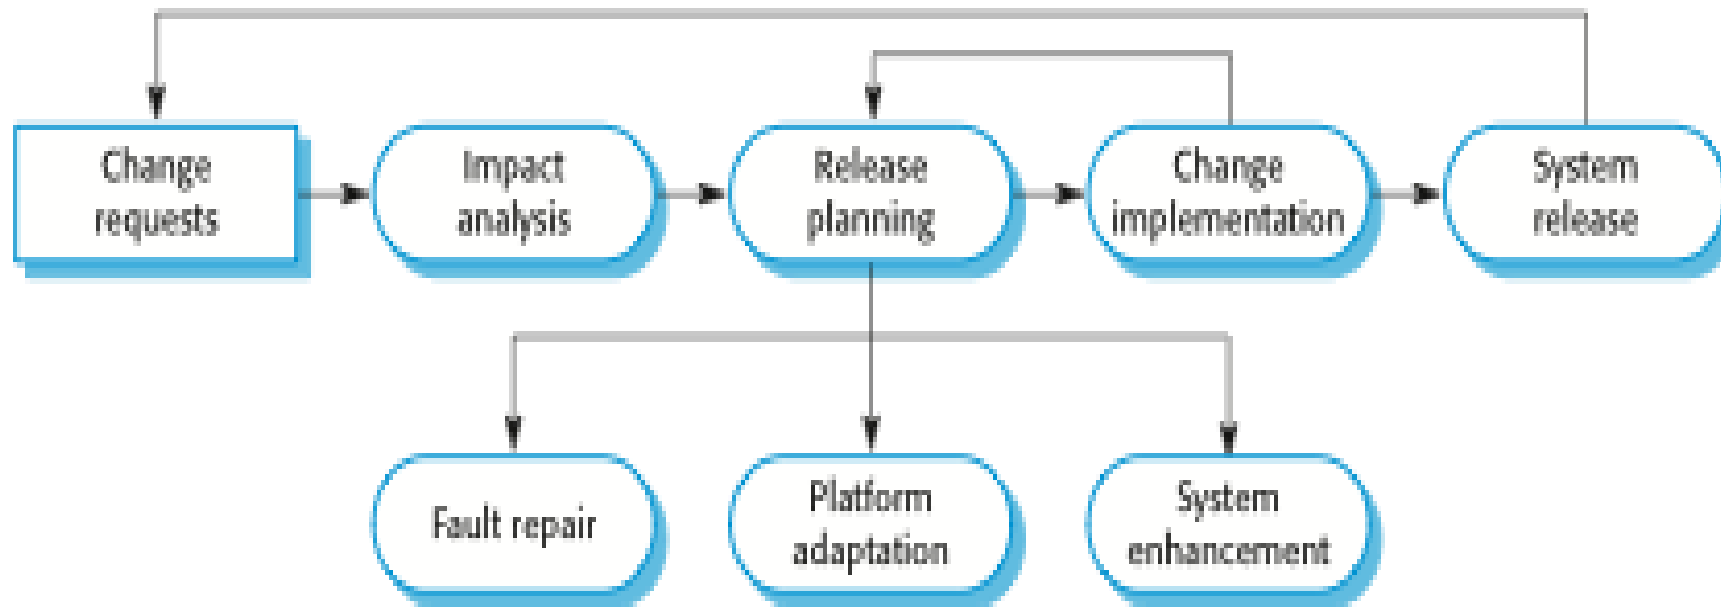 Change
requests
Impact
analysis
Release
planning
Change
implementation
System
release
Fault repair
Platform
adaptation
System
enhancement